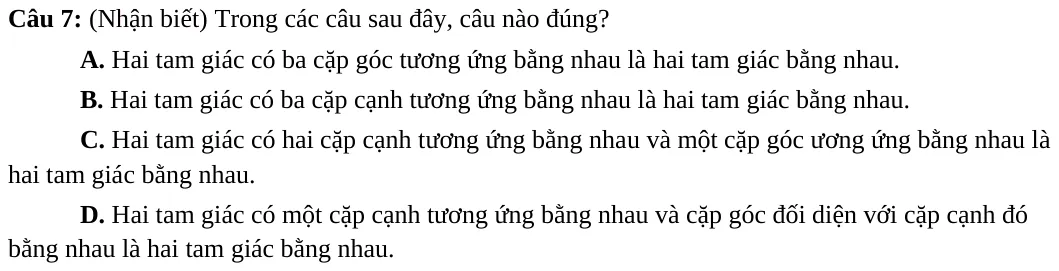 Câu 7: (Nhận biết) Trong các câu sau đây, câu nào đúng?
A. Hai tam giác có ba cặp góc tương ứng bằng nhau là hai tam giác bằng nhau.
B. Hai tam giác có ba cặp cạnh tương ứng bằng nhau là hai tam giác bằng nhau.
C. Hai tam giác có hai cặp cạnh tương ứng bằng nhau và một cặp góc ương ứng bằng nhau là
hai tam giác bằng nhau.
D. Hai tam giác có một cặp cạnh tương ứng bằng nhau và cặp góc đối diện với cặp cạnh đó
bằng nhau là hai tam giác bằng nhau.